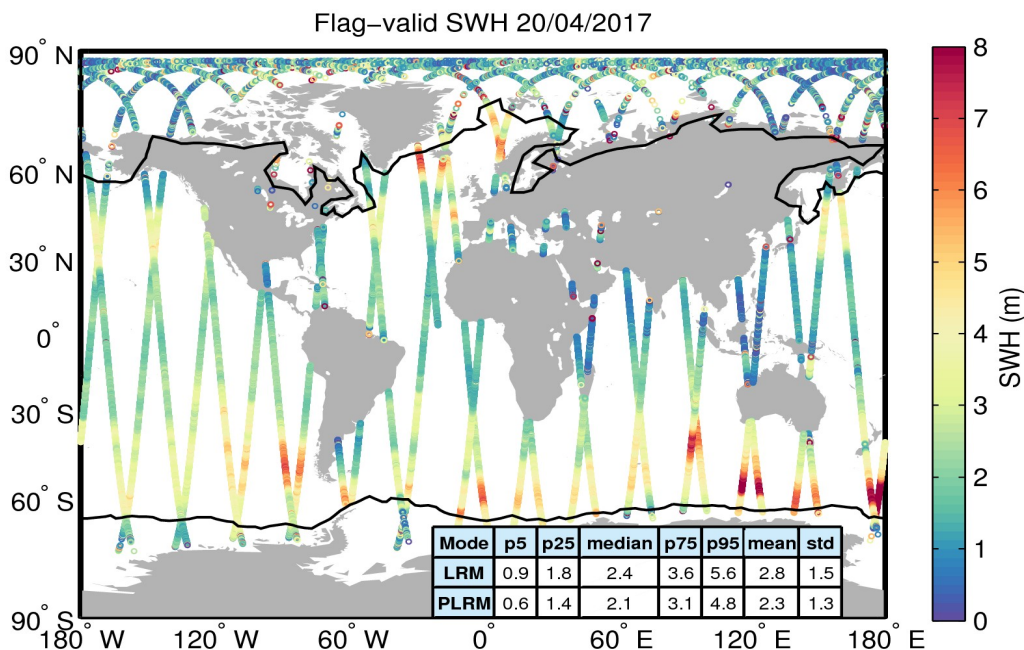 Flag−valid SWH 20/04/2017
90° N
60° N
30° N
0°
30° S
60° S
90° S
180° W
120° W
60° W
0°
60° E
120° E
180° E
8
7
6
5
4
3
2
1
0
SWH (m)
Mode p5 p25 median p75 p95 mean std
LRM 0.9 1.8 2.4 3.6 5.6 2.8 1.5
PLRM 0.6 1.4 2.1 3.1 4.8 2.3 1.3